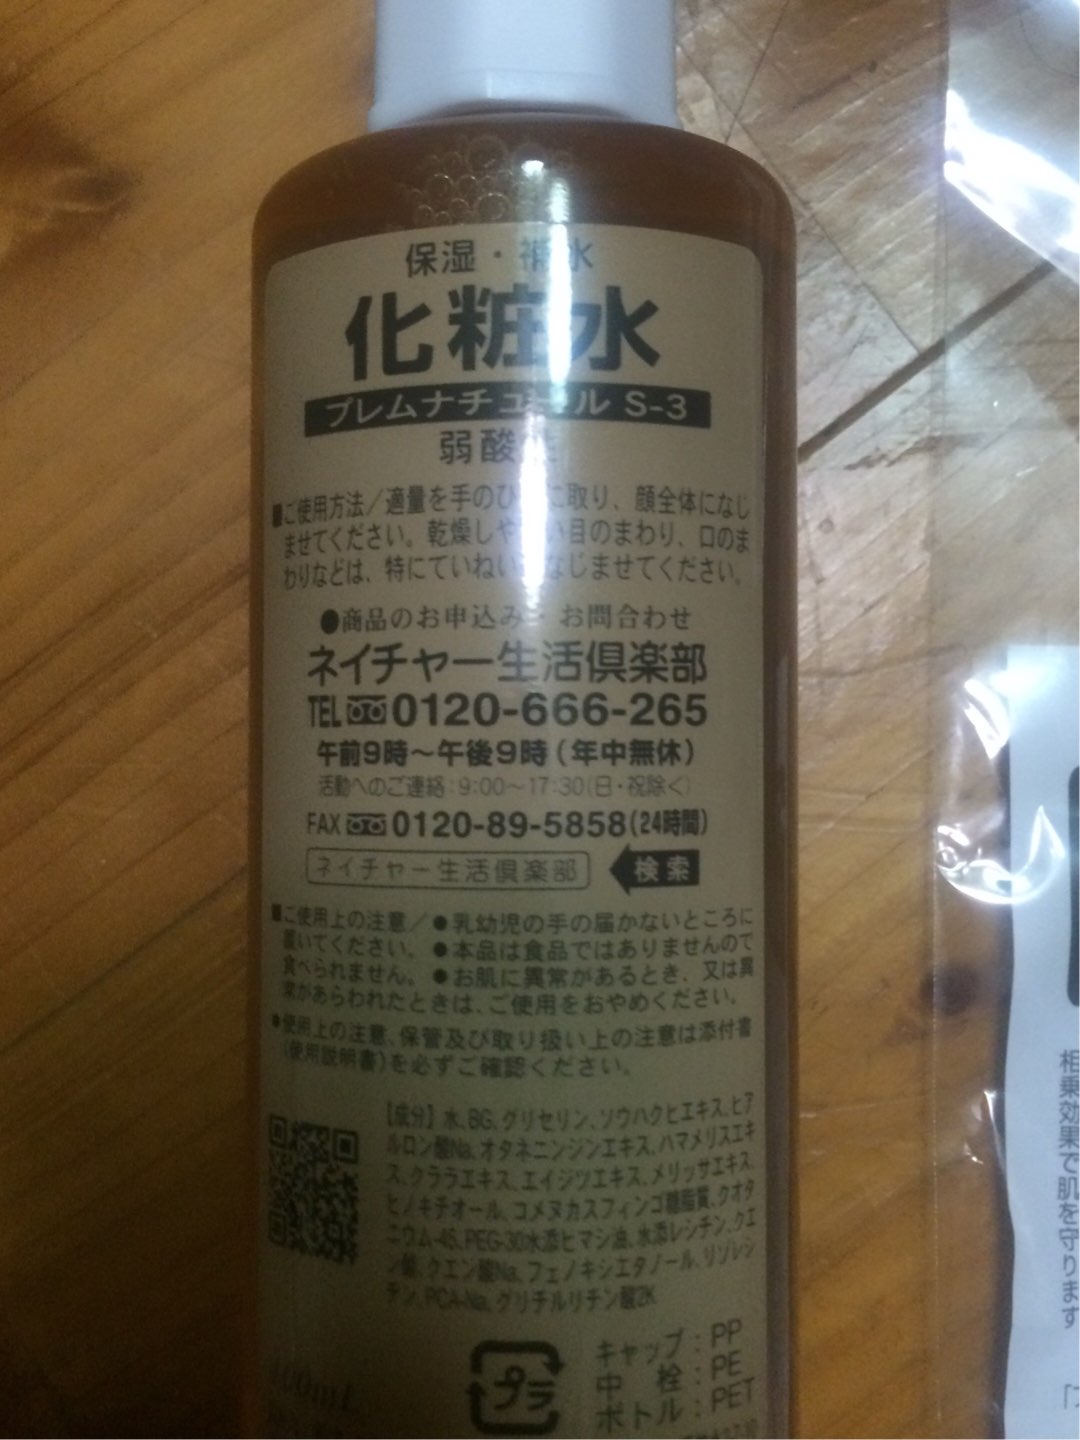 保湿・補水
化粧水
プレムナチュラル S-3
弱酸性
■ご使用方法／適量を手のひらに取り、顔全体になじ
ませてください。乾燥しやすい目のまわり、口のま
わりなどは、特にていねいになじませてください。
●商品のお申込み・お問合わせ
ネイチャー生活倶楽部
TEL 0120-666-265
午前9時〜午後9時(年中無休)
活動へのご連絡:9:00〜17:30(日・祝除く)
FAX 0120-89-5858(24時間)
ネイチャー生活倶楽部 検索
■ご使用上の注意／●乳幼児の手の届かないところに
置いてください。●本品は食品ではありませんので
食べられません。●お肌に異常があるとき、又は異
常があらわれたときは、ご使用をおやめください。
●使用上の注意、保管及び取り扱い上の注意は添付書
(使用説明書)を必ずご確認ください。
【成分】水、BG、グリセリン、ソウハクヒエキス、ヒア
ルロン酸Na、オタネニンジンエキス、ハマメリスエキ
ス、クララエキス、エイジツエキス、メリッサエキス、
ヒノキチオール、コメヌカスフィンゴ糖脂質、クオタ
ニウム-45、PEG-30水添ヒマシ油、水添レシチン、クエ
ン酸、クエン酸Na、フェノキシエタノール、リゾレシ
チン、PCA-Na、グリチルリチン酸2K
プラ
キャップ：PP
中　栓：PE
ボトル：PET
相乗効果で肌を守ります